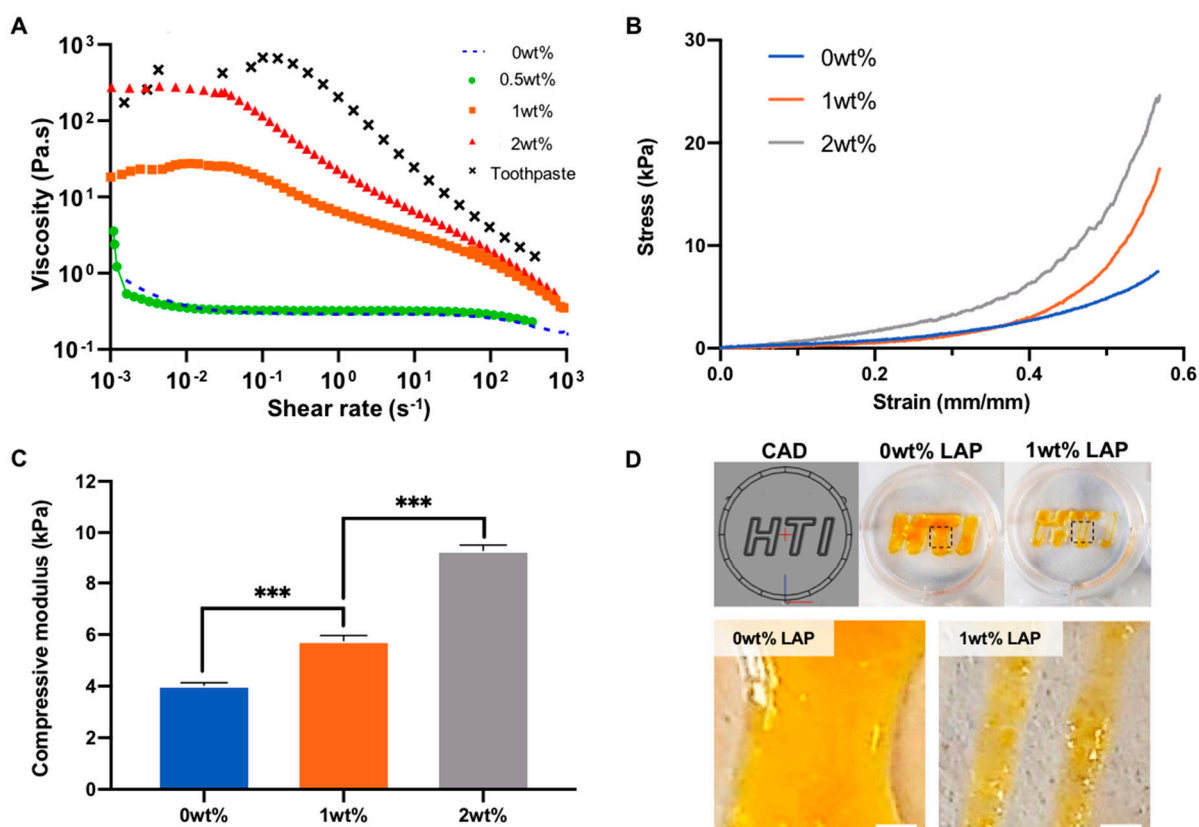 A
10³
10²
10¹
10⁰
10⁻¹
Viscosity (Pa.s)
0wt%
0.5wt%
1wt%
2wt%
Toothpaste
10⁻³ 10⁻² 10⁻¹ 10⁰ 10¹ 10² 10³
Shear rate (s⁻¹)
B
30
20
10
0
Stress (kPa)
0wt%
1wt%
2wt%
0.0 0.2 0.4 0.6
Strain (mm/mm)
C
12
10
8
6
4
2
0
Compressive modulus (kPa)
***
***
0wt% 1wt% 2wt%
D
CAD 0wt% LAP 1wt% LAP
HTI HTI HTI
0wt% LAP 1wt% LAP